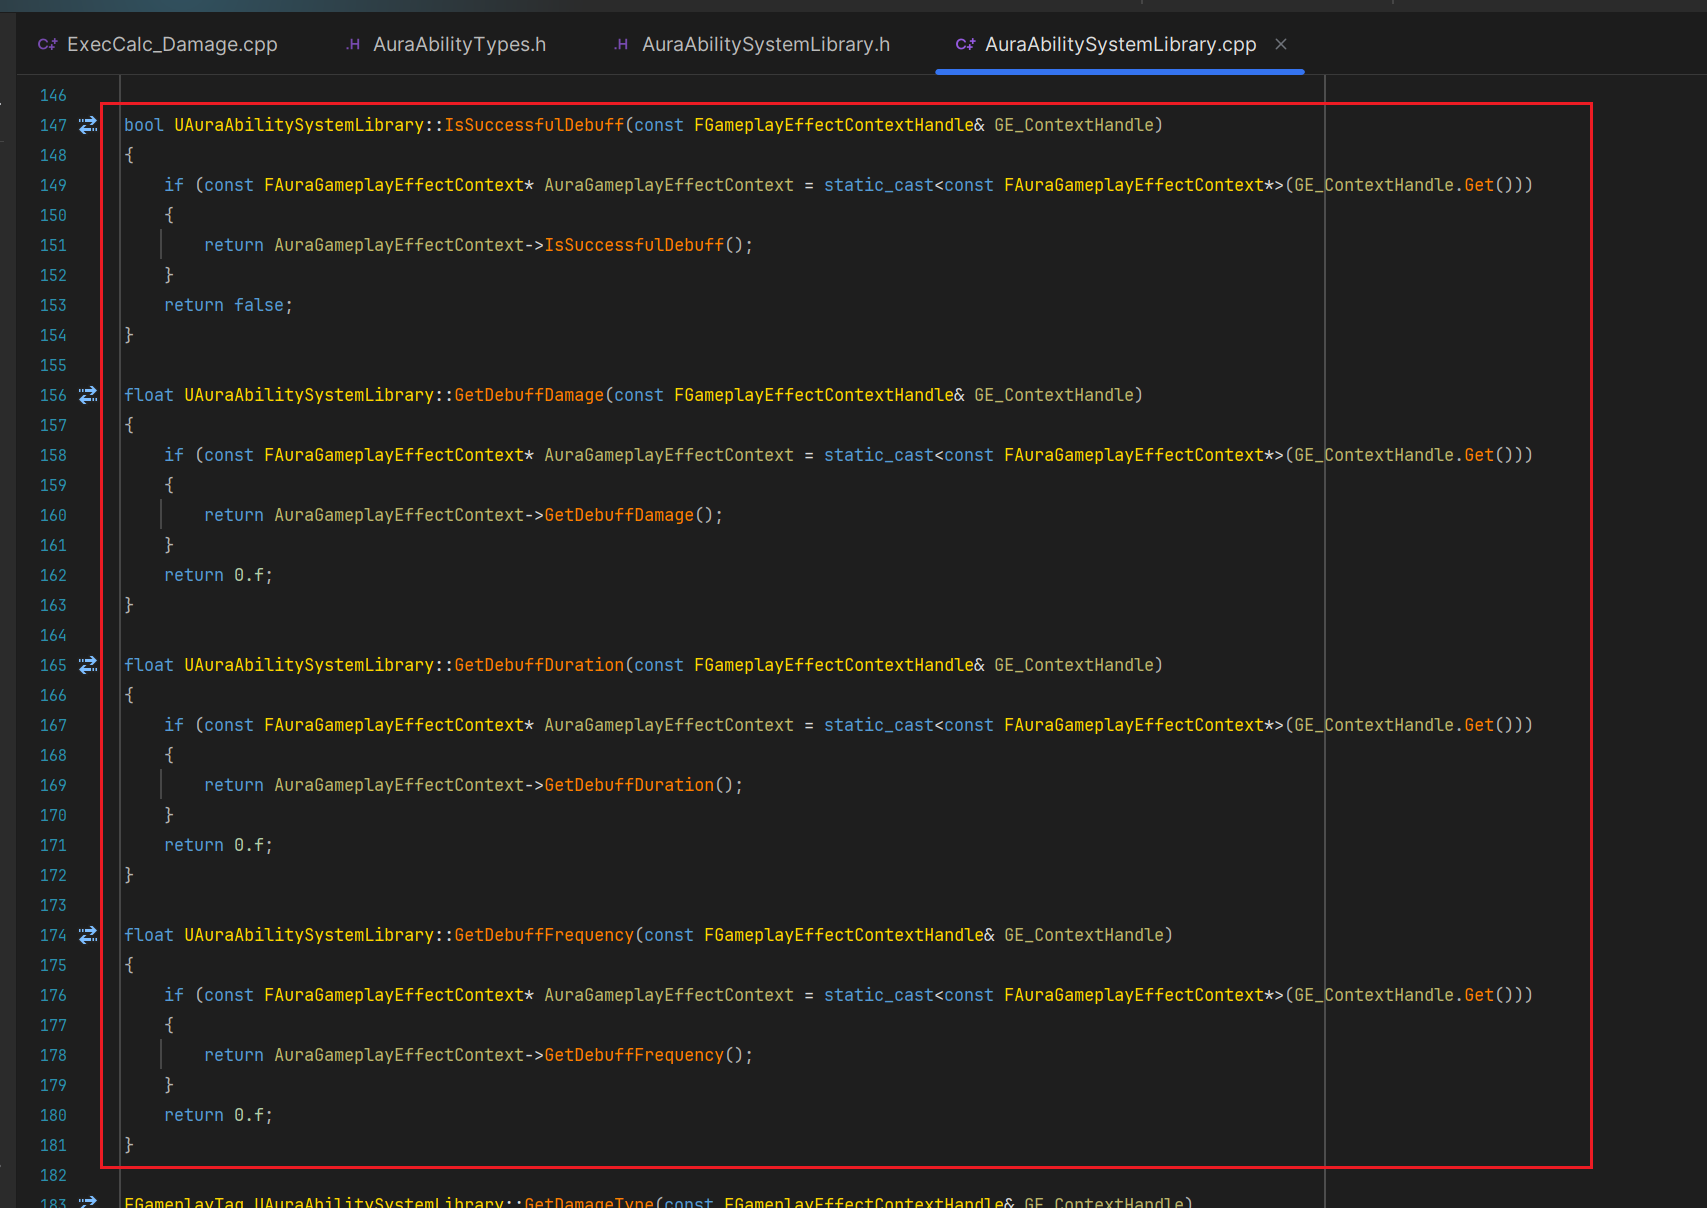 ExecCalc_Damage.cpp AuraAbilityTypes.h AuraAbilitySystemLibrary.h AuraAbilitySystemLibrary.cpp
146
147 bool UAuraAbilitySystemLibrary::IsSuccessfulDebuff(const FGameplayEffectContextHandle& GE_ContextHandle)
148 {
149     if (const FAuraGameplayEffectContext* AuraGameplayEffectContext = static_cast<const FAuraGameplayEffectContext*>(GE_ContextHandle.Get()))
150     {
151         return AuraGameplayEffectContext->IsSuccessfulDebuff();
152     }
153     return false;
154 }
155
156 float UAuraAbilitySystemLibrary::GetDebuffDamage(const FGameplayEffectContextHandle& GE_ContextHandle)
157 {
158     if (const FAuraGameplayEffectContext* AuraGameplayEffectContext = static_cast<const FAuraGameplayEffectContext*>(GE_ContextHandle.Get()))
159     {
160         return AuraGameplayEffectContext->GetDebuffDamage();
161     }
162     return 0.f;
163 }
164
165 float UAuraAbilitySystemLibrary::GetDebuffDuration(const FGameplayEffectContextHandle& GE_ContextHandle)
166 {
167     if (const FAuraGameplayEffectContext* AuraGameplayEffectContext = static_cast<const FAuraGameplayEffectContext*>(GE_ContextHandle.Get()))
168     {
169         return AuraGameplayEffectContext->GetDebuffDuration();
170     }
171     return 0.f;
172 }
173
174 float UAuraAbilitySystemLibrary::GetDebuffFrequency(const FGameplayEffectContextHandle& GE_ContextHandle)
175 {
176     if (const FAuraGameplayEffectContext* AuraGameplayEffectContext = static_cast<const FAuraGameplayEffectContext*>(GE_ContextHandle.Get()))
177     {
178         return AuraGameplayEffectContext->GetDebuffFrequency();
179     }
180     return 0.f;
181 }
182
183 FGameplayTag UAuraAbilitySystemLibrary::GetDamageType(const FGameplayEffectContextHandle& GE_ContextHandle)